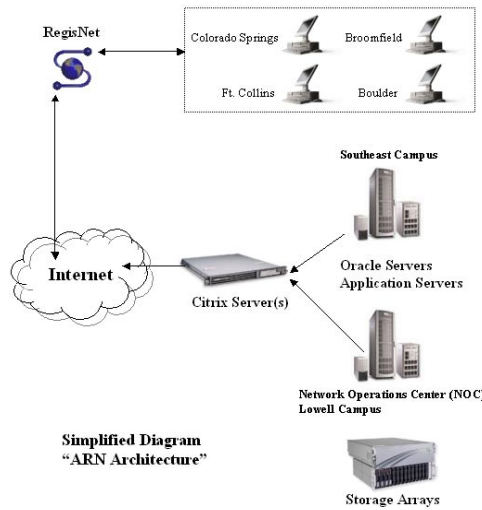 RegisNet
Colorado Springs
Broomfield
Ft. Collins
Boulder
Southeast Campus
Internet
Oracle Servers
Application Servers
Citrix Server(s)
Network Operations Center (NOC)
Lowell Campus
Simplified Diagram
“ARN Architecture”
Storage Arrays